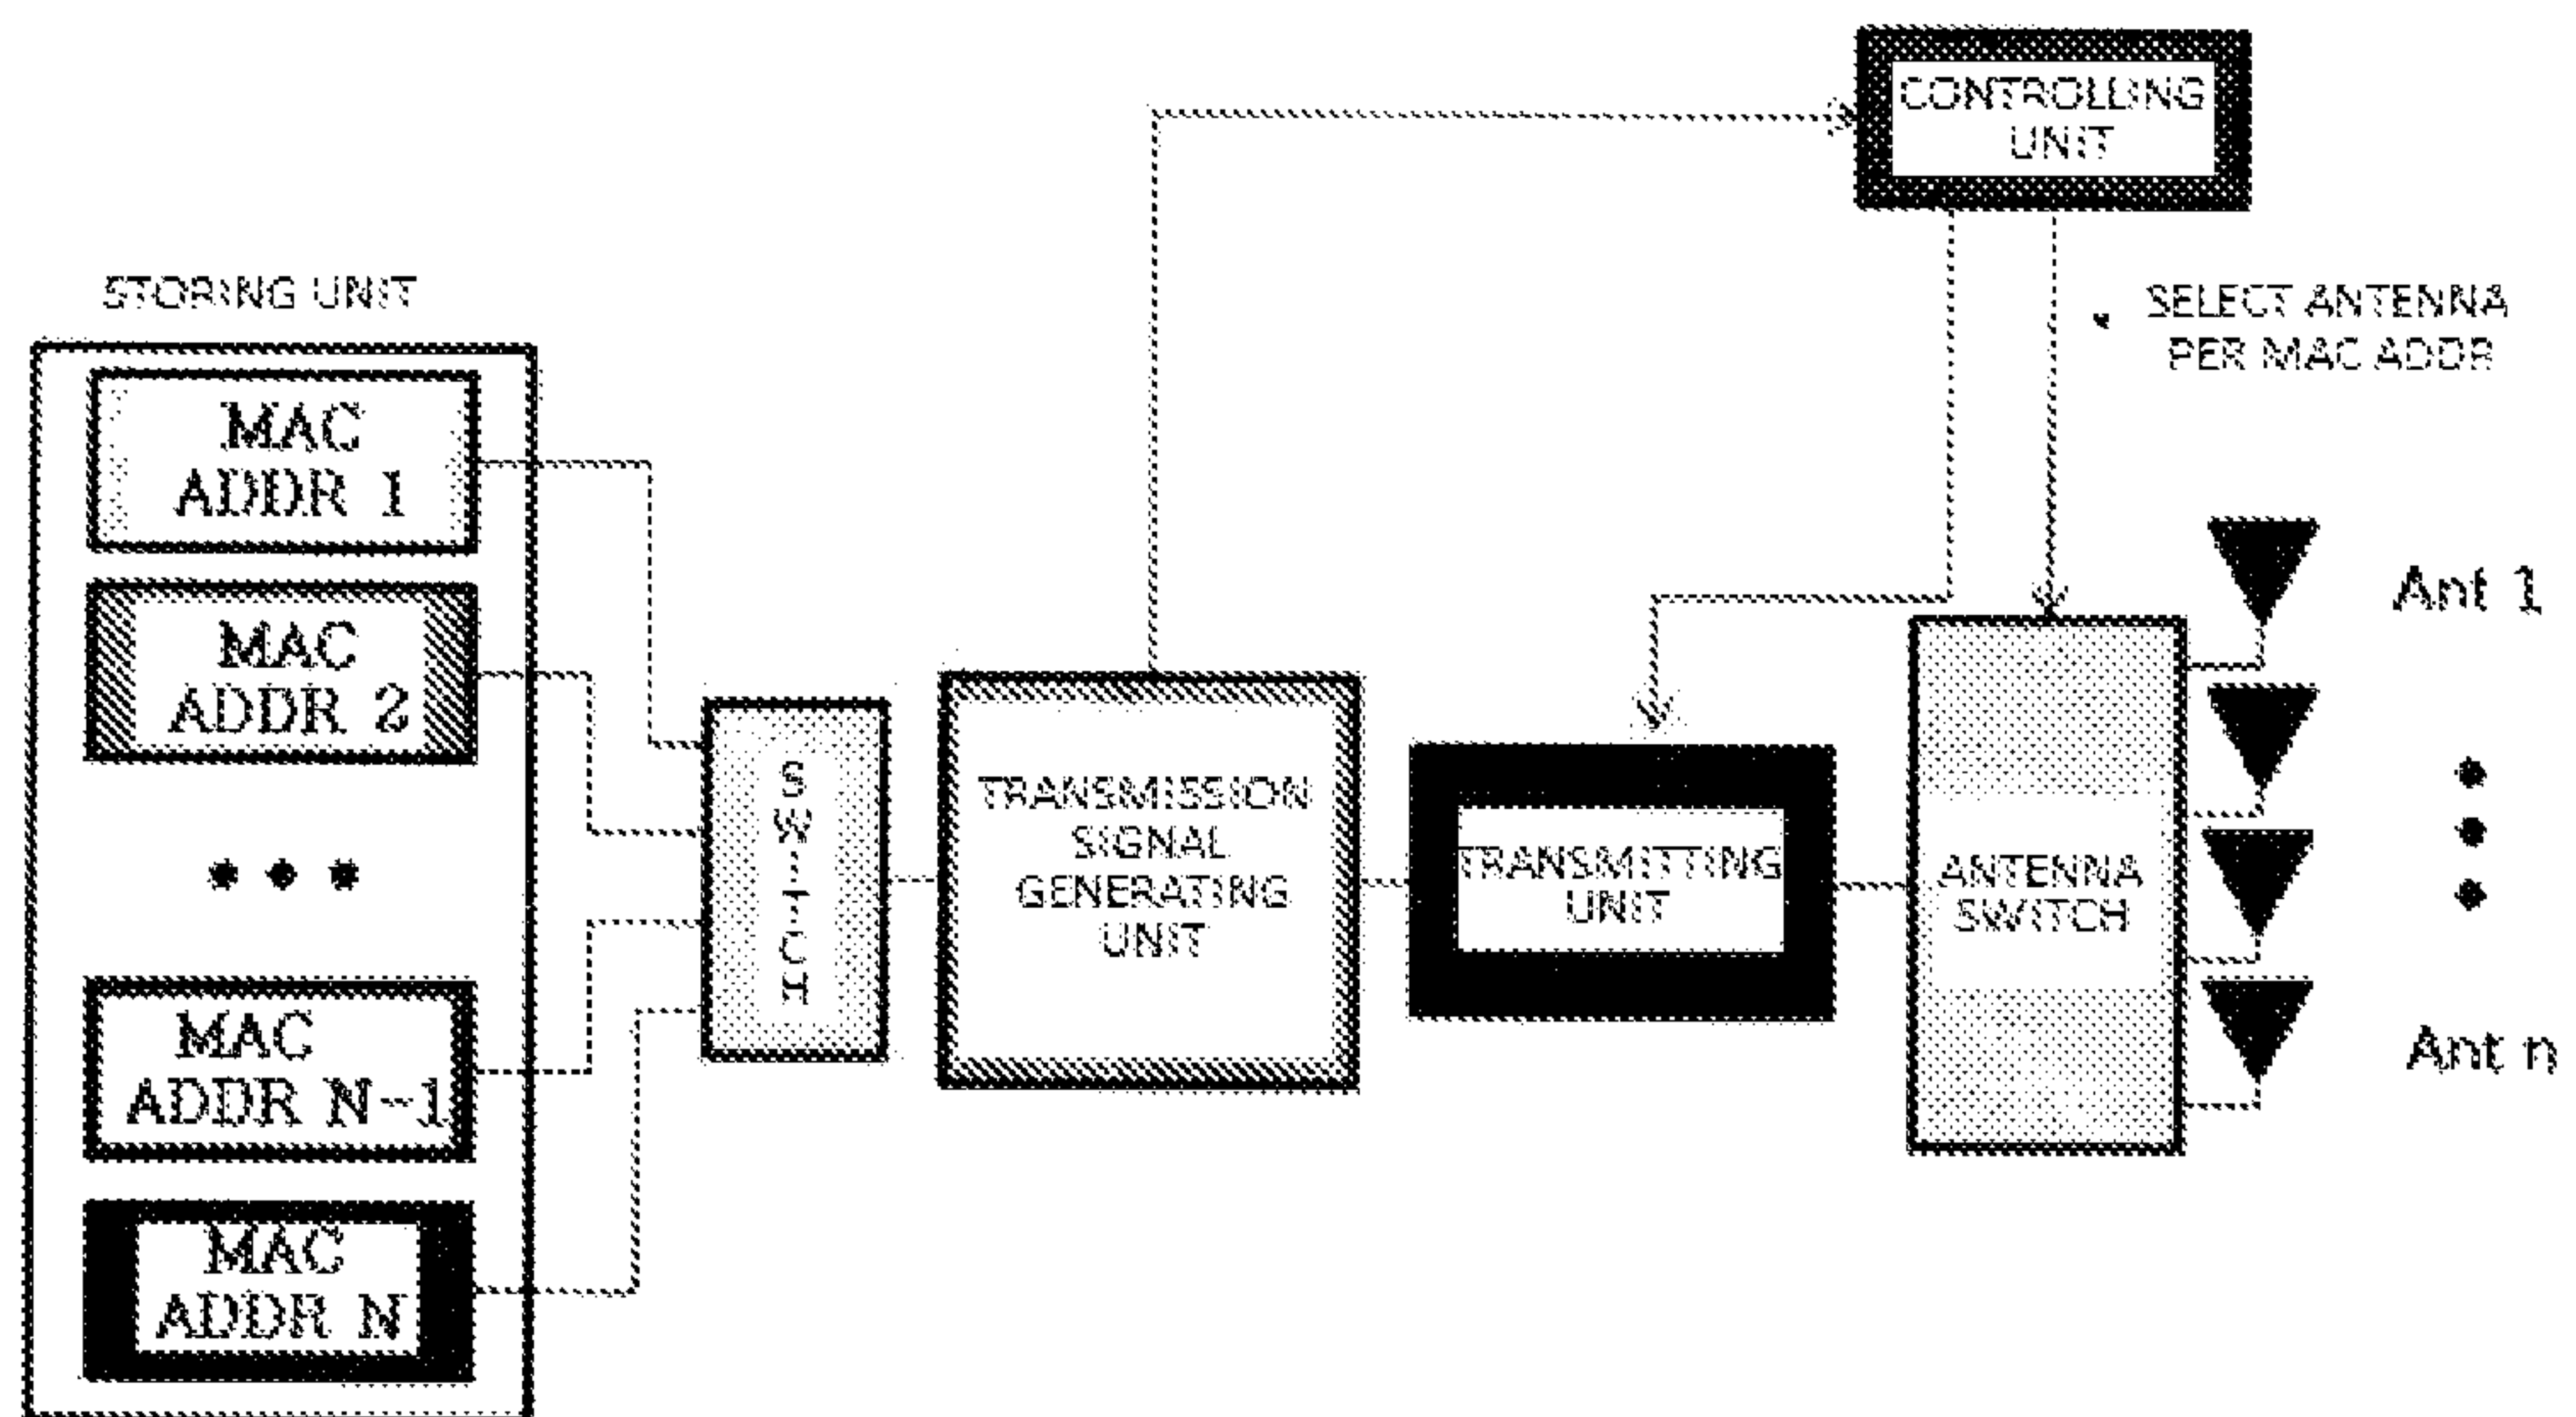 CONTROLLING
UNIT
STORING UNIT
SELECT ANTENNA
PER MAC ADDR
MAC
ADDR 1
MAC
ADDR 2
MAC
ADDR N-1
MAC
ADDR N
SWITCH
TRANSMISSION
SIGNAL
GENERATING
UNIT
TRANSMITTING
UNIT
ANTENNA
SWITCH
Ant 1
Ant n